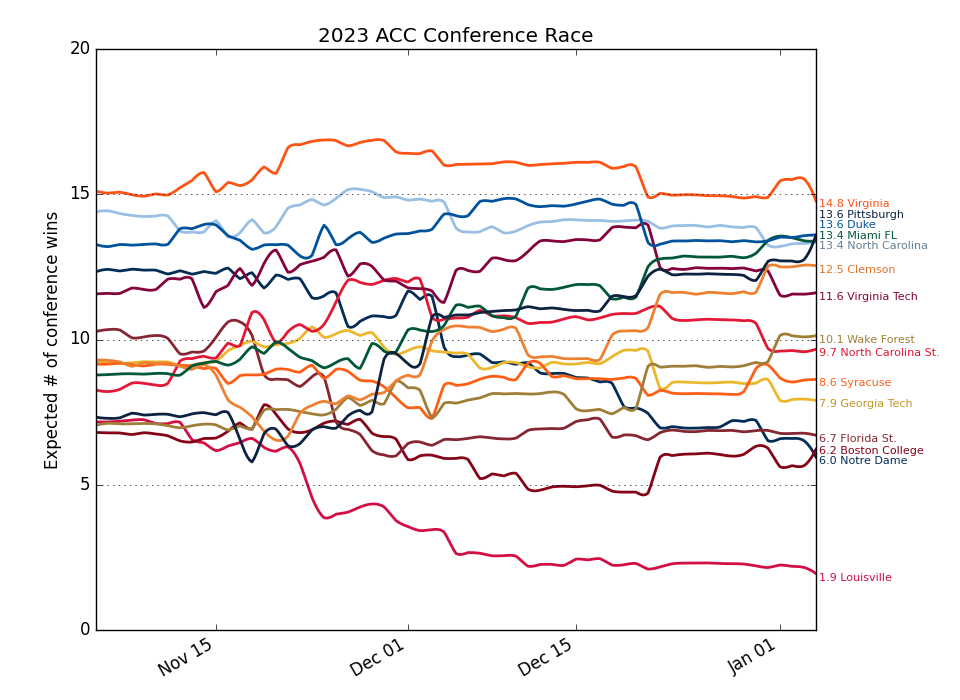 2023 ACC Conference Race
Expected # of conference wins
20
15
10
5
0
Nov 15
Dec 01
Dec 15
Jan 01
14.8 Virginia
13.6 Pittsburgh
13.6 Duke
13.4 Miami FL
13.4 North Carolina
12.5 Clemson
11.6 Virginia Tech
10.1 Wake Forest
9.7 North Carolina St.
8.6 Syracuse
7.9 Georgia Tech
6.7 Florida St.
6.2 Boston College
6.0 Notre Dame
1.9 Louisville